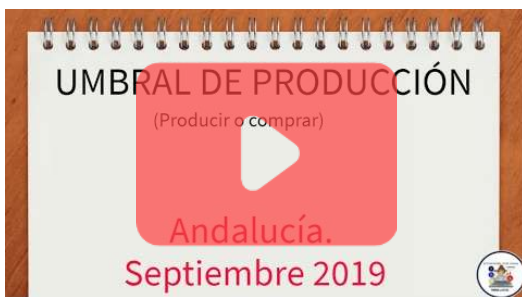 UMBRAL DE PRODUCCIÓN
(Producir o comprar)
Andalucía.
Septiembre 2019